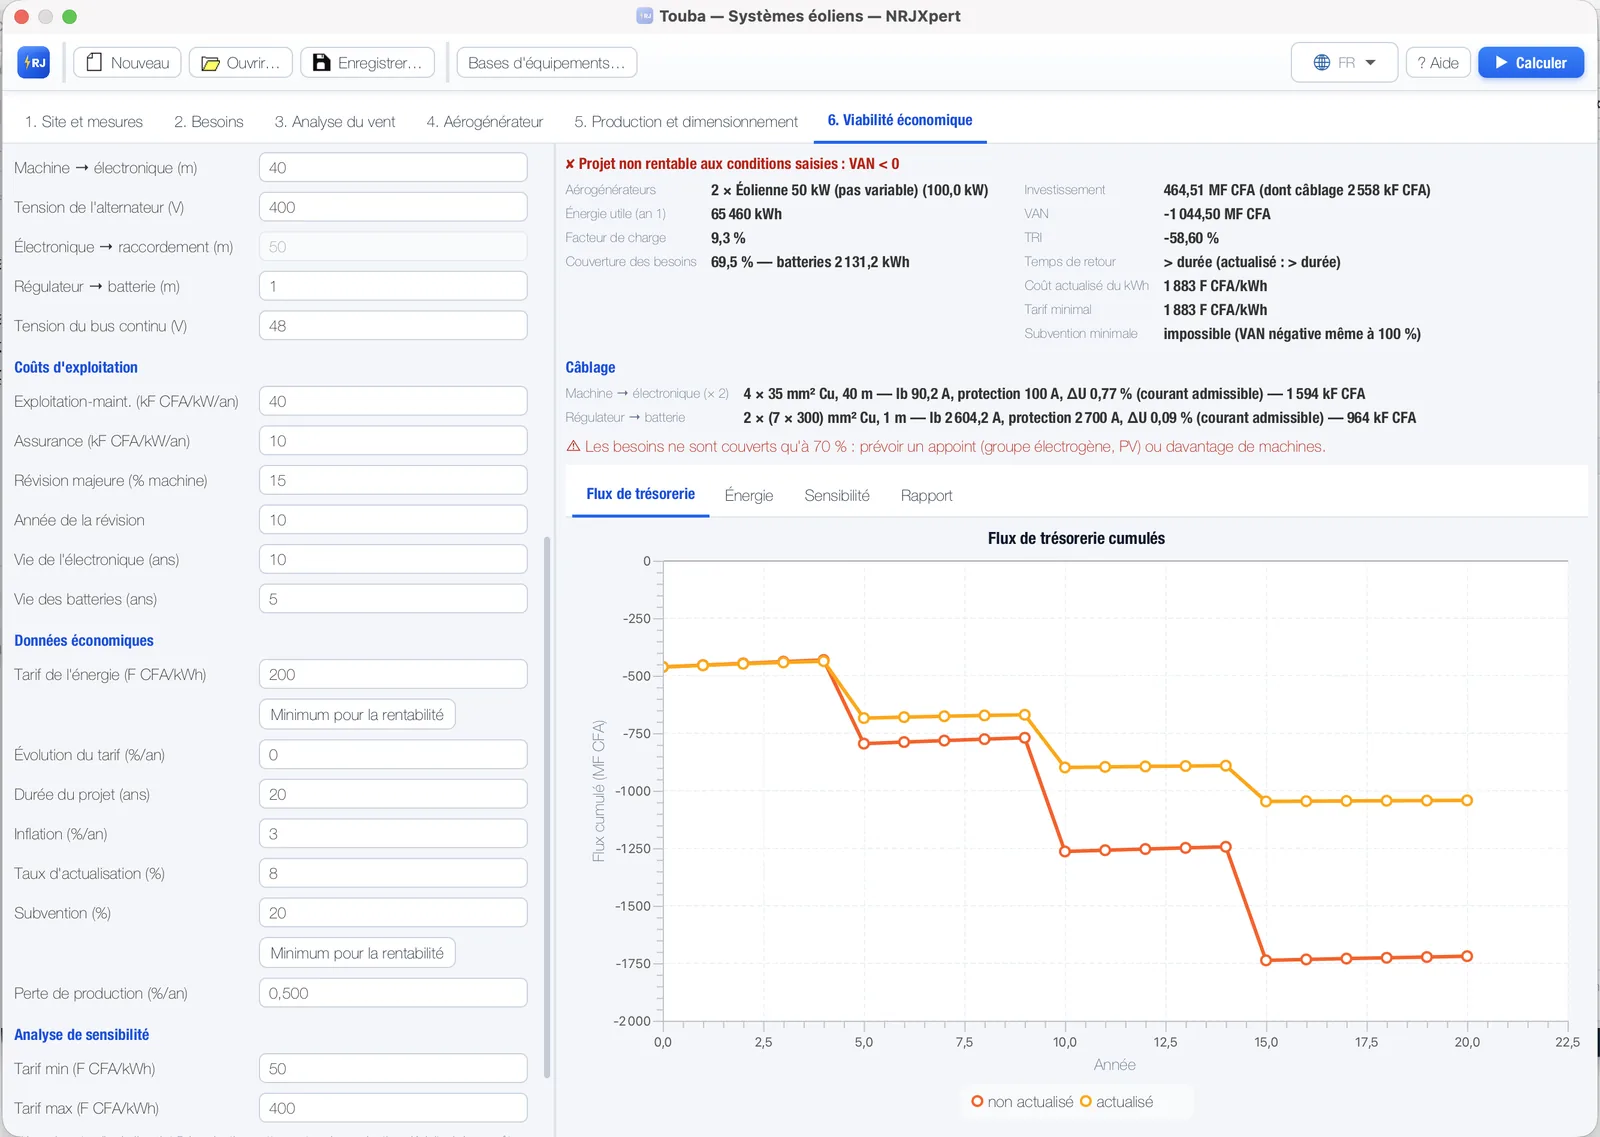 Touba — Systèmes éoliens — NRJXpert
RJ
Nouveau
Ouvrir…
Enregistrer…
Bases d'équipements…
FR
? Aide
Calculer
1. Site et mesures
2. Besoins
3. Analyse du vent
4. Aérogénérateur
5. Production et dimensionnement
6. Viabilité économique
Machine → électronique (m)
40
Tension de l'alternateur (V)
400
Électronique → raccordement (m)
50
Régulateur → batterie (m)
1
Tension du bus continu (V)
48
Coûts d'exploitation
Exploitation-maint. (kF CFA/kW/an)
40
Assurance (kF CFA/kW/an)
10
Révision majeure (% machine)
15
Année de la révision
10
Vie de l'électronique (ans)
10
Vie des batteries (ans)
5
Données économiques
Tarif de l'énergie (F CFA/kWh)
200
Minimum pour la rentabilité
Évolution du tarif (%/an)
0
Durée du projet (ans)
20
Inflation (%/an)
3
Taux d'actualisation (%)
8
Subvention (%)
20
Minimum pour la rentabilité
Perte de production (%/an)
0,500
Analyse de sensibilité
Tarif min (F CFA/kWh)
50
Tarif max (F CFA/kWh)
400
✘ Projet non rentable aux conditions saisies : VAN < 0
Aérogénérateurs
2 × Éolienne 50 kW (pas variable) (100,0 kW)
Énergie utile (an 1)
65 460 kWh
Facteur de charge
9,3 %
Couverture des besoins
69,5 % — batteries 2 131,2 kWh
Investissement
464,51 MF CFA (dont câblage 2 558 kF CFA)
VAN
-1 044,50 MF CFA
TRI
-58,60 %
Temps de retour
> durée (actualisé : > durée)
Coût actualisé du kWh
1 883 F CFA/kWh
Tarif minimal
1 883 F CFA/kWh
Subvention minimale
impossible (VAN négative même à 100 %)
Câblage
Machine → électronique (× 2)
4 × 35 mm² Cu, 40 m — Ib 90,2 A, protection 100 A, ΔU 0,77 % (courant admissible) — 1 594 kF CFA
Régulateur → batterie
2 × (7 × 300) mm² Cu, 1 m — Ib 2 604,2 A, protection 2 700 A, ΔU 0,09 % (courant admissible) — 964 kF CFA
⚠ Les besoins ne sont couverts qu'à 70 % : prévoir un appoint (groupe électrogène, PV) ou davantage de machines.
Flux de trésorerie
Énergie
Sensibilité
Rapport
Flux de trésorerie cumulés
0
-250
-500
-750
-1 000
-1 250
-1 500
-1 750
-2 000
Flux cumulé (MF CFA)
0,0
2,5
5,0
7,5
10,0
12,5
15,0
17,5
20,0
22,5
Année
non actualisé
actualisé